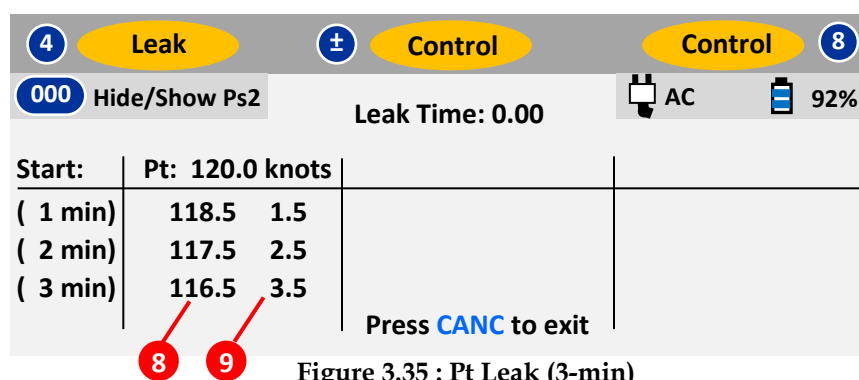 4 Leak ± Control Control 8
000 Hide/Show Ps2 Leak Time: 0.00 AC 92%
Start: Pt: 120.0 knots
( 1 min) 118.5 1.5
( 2 min) 117.5 2.5
( 3 min) 116.5 3.5
Press CANC to exit
8 9
Figure 3.35 : Pt Leak (3-min)